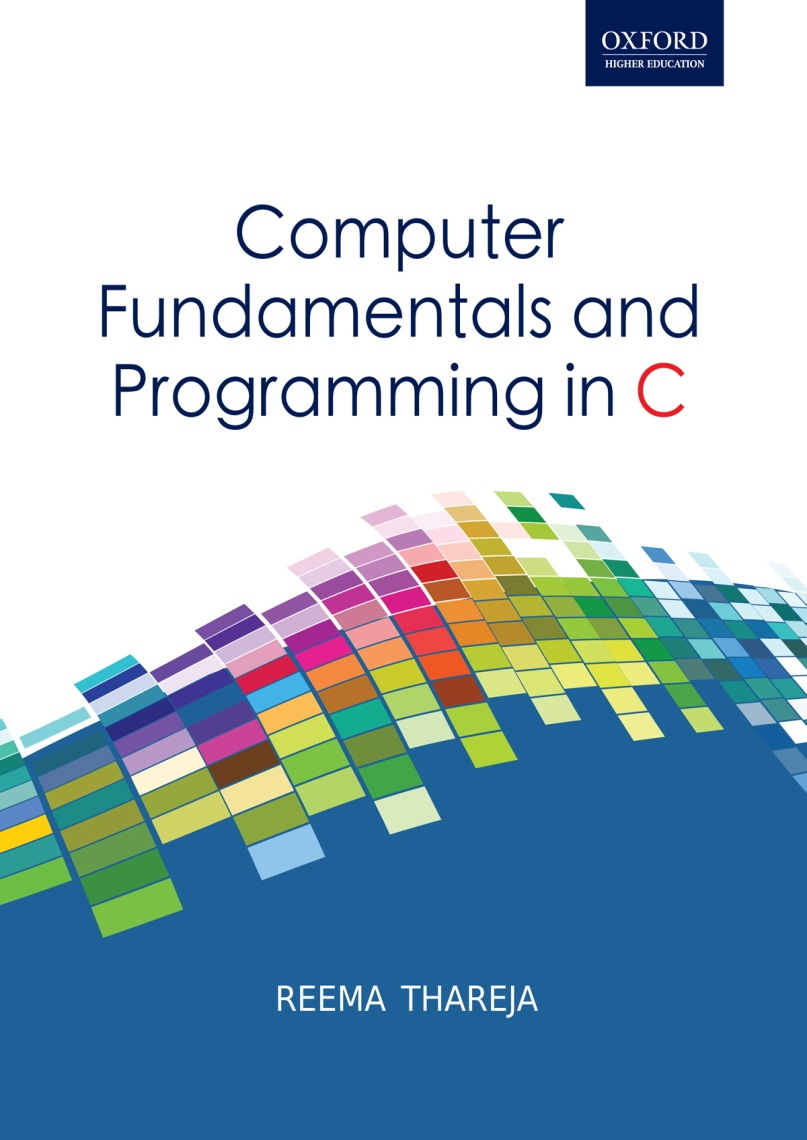 OXFORD
HIGHER EDUCATION
Computer
Fundamentals and
Programming in C
REEMA THAREJA